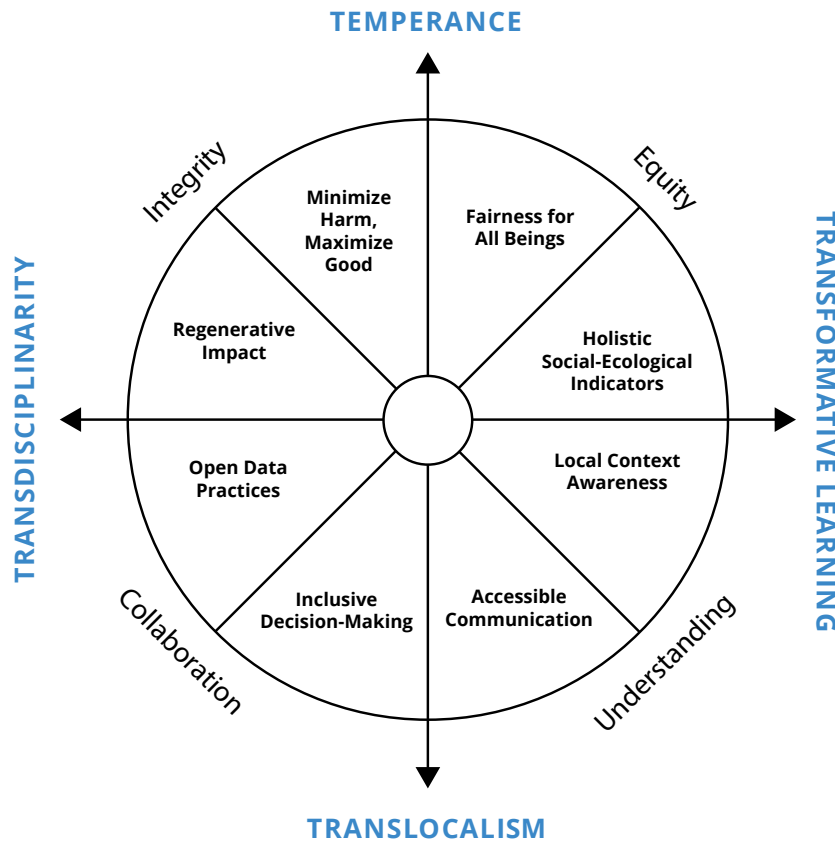 TEMPERANCE
Integrity
Equity
Minimize
Harm,
Maximize
Good
Fairness for
All Beings
TRANSDISCIPLINARITY
TRANSFORMATIVE LEARNING
Regenerative
Impact
Holistic
Social-Ecological
Indicators
Open Data
Practices
Local Context
Awareness
Inclusive
Decision-Making
Accessible
Communication
Collaboration
Understanding
TRANSLOCALISM